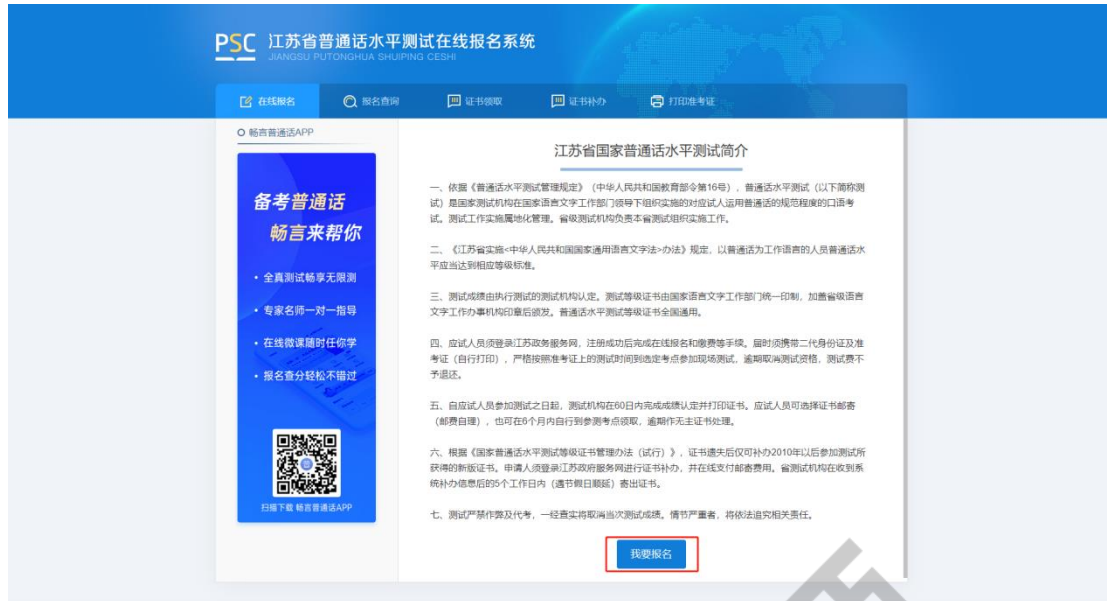 PSC 江苏省普通话水平测试在线报名系统
JIANGSU PUTONGHUA SHUIPING CESHI
在线报名 报名查询 证书领取 证书补办 打印准考证
畅言普通话APP
备考普通话
畅言来帮你
• 全真测试畅享无限测
• 专家名师一对一指导
• 在线微课随时任你学
• 报名查分轻松不错过
扫描下载 畅言普通话APP
江苏省国家普通话水平测试简介
一、依据《普通话水平测试管理规定》（中华人民共和国教育部令第16号），普通话水平测试（以下简称测
试）是国家测试机构在国家语言文字工作部门领导下组织实施的对应试人运用普通话的规范程度的口语考
试。测试工作实施属地化管理。省级测试机构负责本省测试组织实施工作。
二、《江苏省实施<中华人民共和国国家通用语言文字法>办法》规定，以普通话为工作语言的人员普通话水
平应当达到相应等级标准。
三、测试成绩由执行测试的测试机构认定。测试等级证书由国家语言文字工作部门统一印制，加盖省级语言
文字工作办事机构印章后颁发。普通话水平测试等级证书全国通用。
四、应试人员须登录江苏政务服务网，注册成功后完成在线报名和缴费等手续。届时须携带二代身份证及准
考证（自行打印），严格按照准考证上的测试时间到选定考点参加现场测试，逾期取消测试资格，测试费不
予退还。
五、自应试人员参加测试之日起，测试机构在60日内完成成绩认定并打印证书。应试人员可选择证书邮寄
（邮费自理），也可在6个月内自行到参测考点领取，逾期作无主证书处理。
六、根据《国家普通话水平测试等级证书管理办法（试行）》，证书遗失后仅可补办2010年以后参加测试所
获得的新版证书。申请人须登录江苏政府服务网进行证书补办，并在线支付邮寄费用。省测试机构在收到系
统补办信息后的5个工作日内（遇节假日顺延）寄出证书。
七、测试严禁作弊及代考，一经查实将取消当次测试成绩。情节严重者，将依法追究相关责任。
我要报名